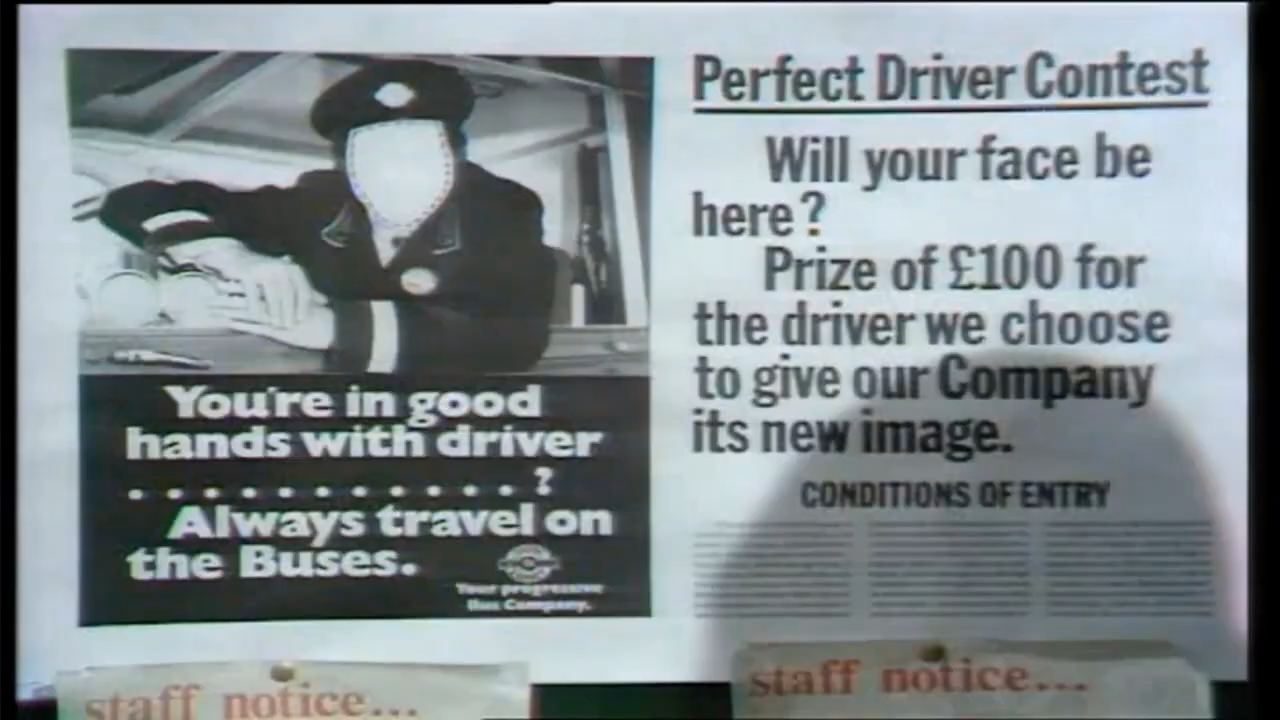 Perfect Driver Contest
Will your face be
here?
Prize of £100 for
the driver we choose
to give our Company
its new image.
CONDITIONS OF ENTRY
You're in good
hands with driver
. . . . . . . . . . . . . ?
Always travel on
the Buses.
Your progressive
Bus Company.
staff notice...
staff notice...